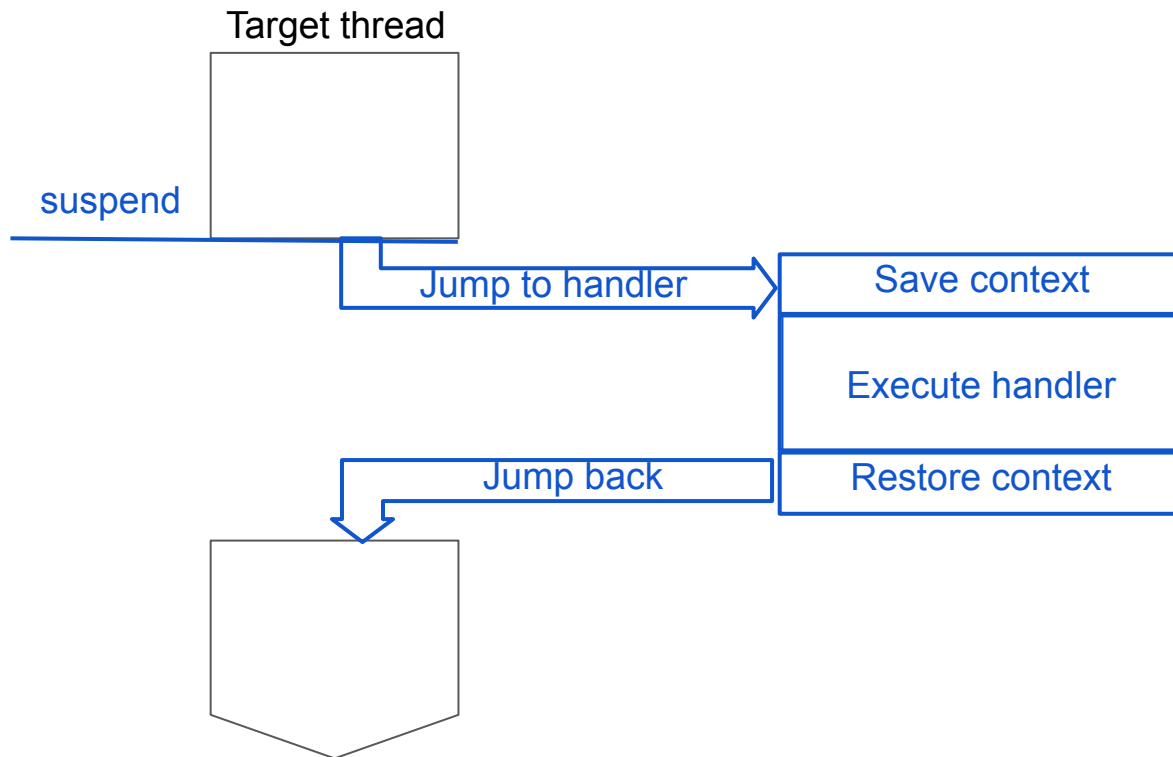 Target thread
suspend
Jump to handler
Save context
Execute handler
Jump back
Restore context